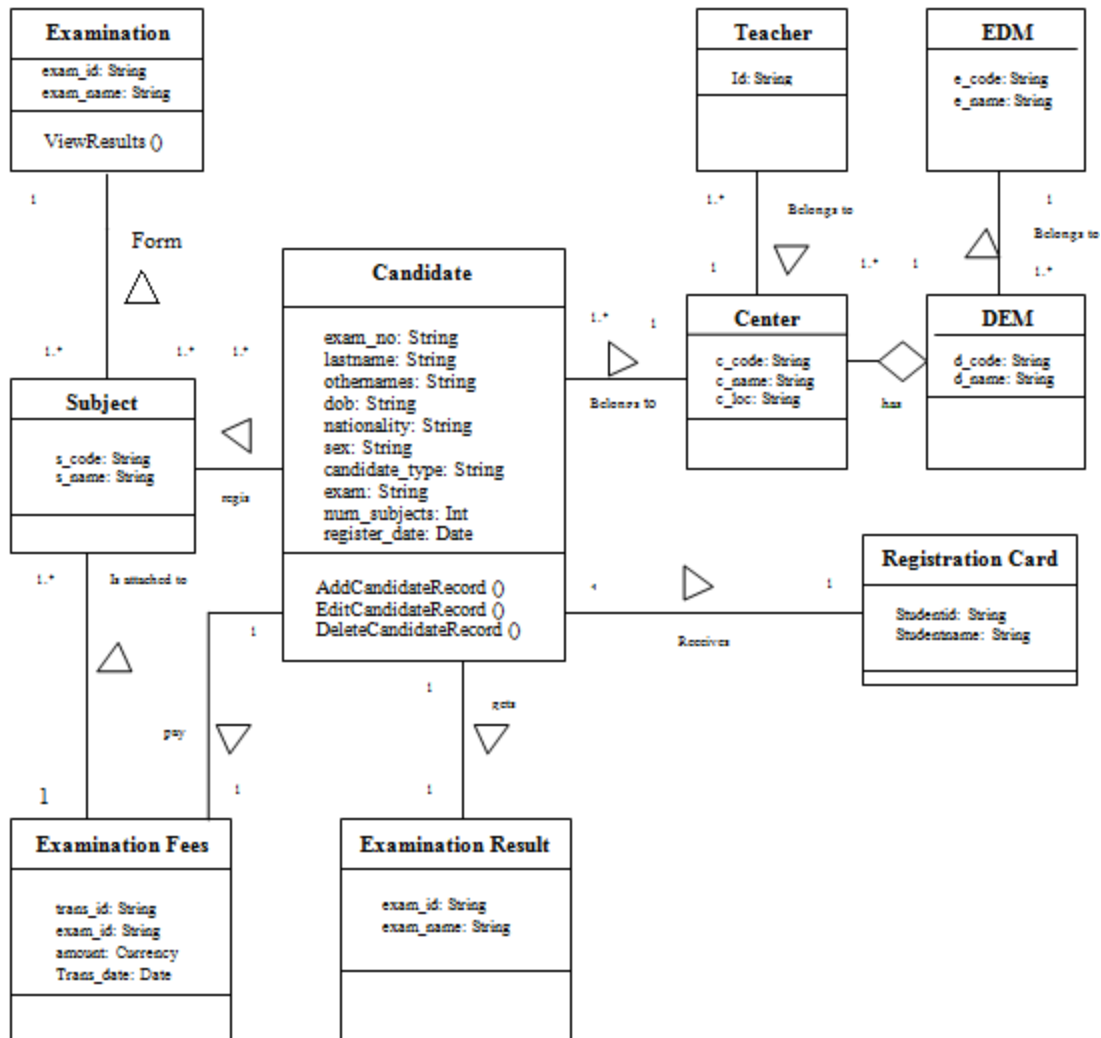 Examination
exam_id: String
exam_name: String
ViewResults ()
1
Form
1..*
Teacher
Id: String
1..*
Belongs to
1
EDM
e_code: String
e_name: String
1
Belongs to
1..*
Candidate
exam_no: String
lastname: String
othernames: String
dob: String
nationality: String
sex: String
candidate_type: String
exam: String
num_subjects: Int
register_date: Date
AddCandidateRecord ()
EditCandidateRecord ()
DeleteCandidateRecord ()
1..*
1
Belongs to
Center
c_code: String
c_name: String
c_loc: String
1..*
1
has
DEM
d_code: String
d_name: String
1..*
1..*
regis
Subject
s_code: String
s_name: String
1..*
Is attached to
1
1
pay
1
1
gets
1
Receives
1
Registration Card
Studentid: String
Studentname: String
Examination Fees
trans_id: String
exam_id: String
amount: Currency
Trans_date: Date
Examination Result
exam_id: String
exam_name: String